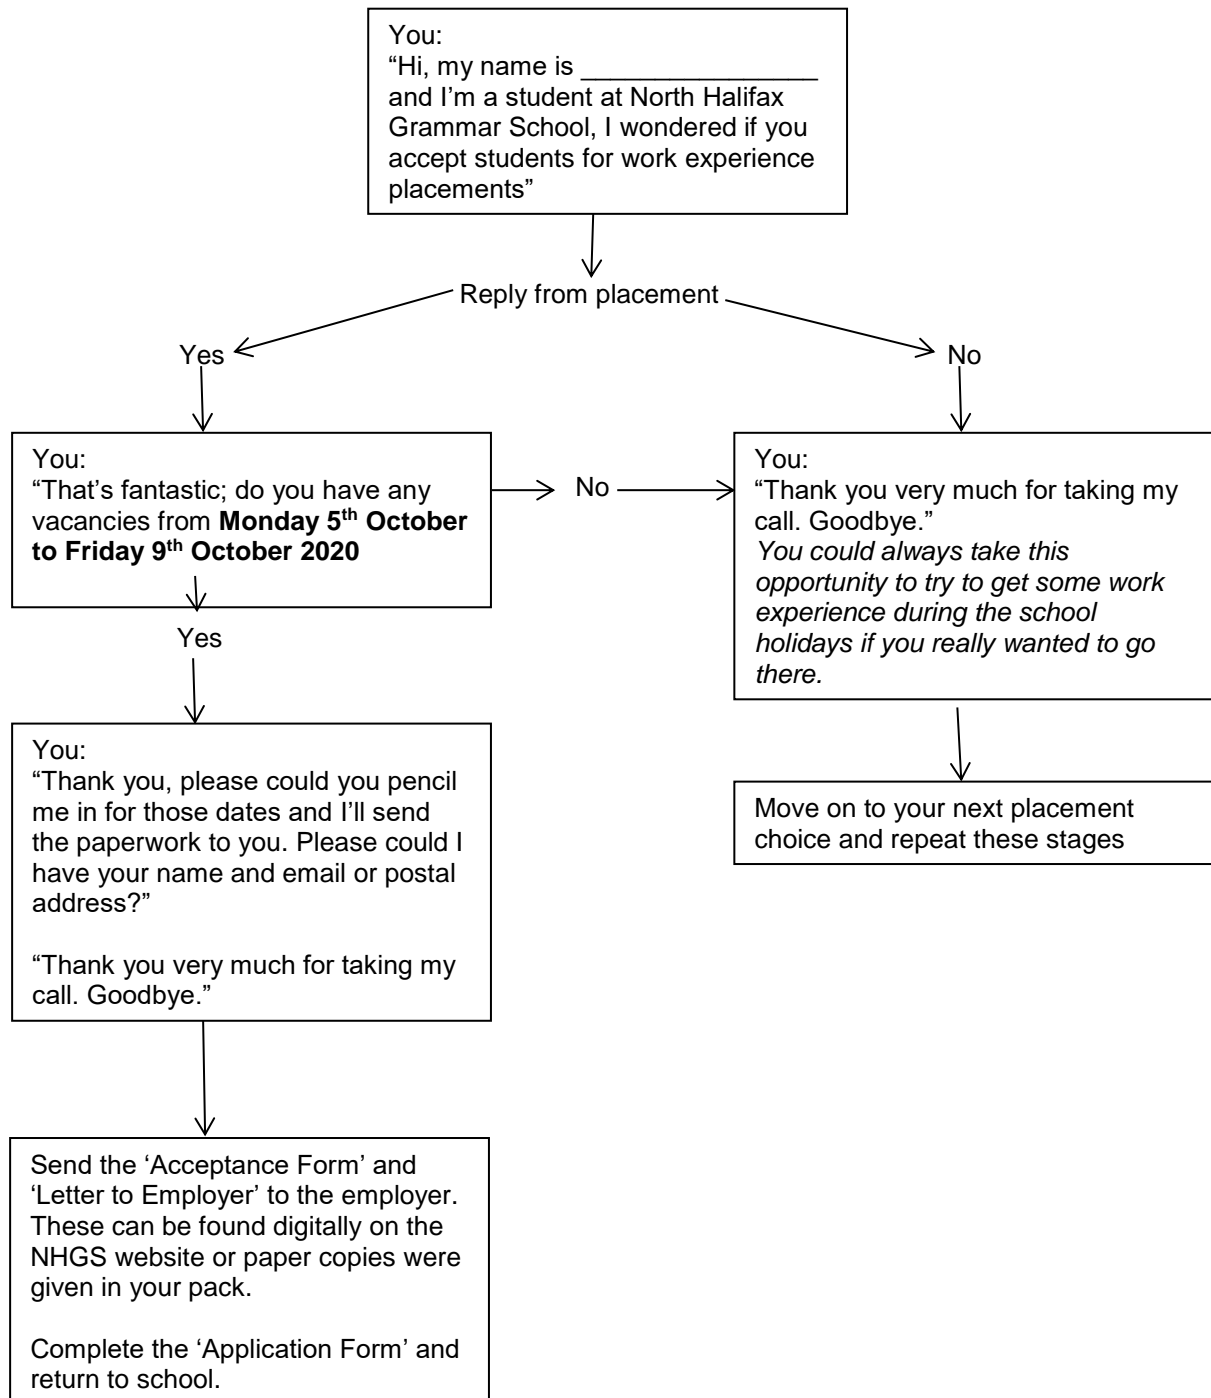 You:
“Hi, my name is ________________
and I’m a student at North Halifax
Grammar School, I wondered if you
accept students for work experience
placements”
Reply from placement
Yes
No
You:
“That’s fantastic; do you have any
vacancies from Monday 5th October
to Friday 9th October 2020
No
You:
“Thank you very much for taking my
call. Goodbye.”
You could always take this
opportunity to try to get some work
experience during the school
holidays if you really wanted to go
there.
Yes
You:
“Thank you, please could you pencil
me in for those dates and I’ll send
the paperwork to you. Please could I
have your name and email or postal
address?”
“Thank you very much for taking my
call. Goodbye.”
Move on to your next placement
choice and repeat these stages
Send the ‘Acceptance Form’ and
‘Letter to Employer’ to the employer.
These can be found digitally on the
NHGS website or paper copies were
given in your pack.
Complete the ‘Application Form’ and
return to school.